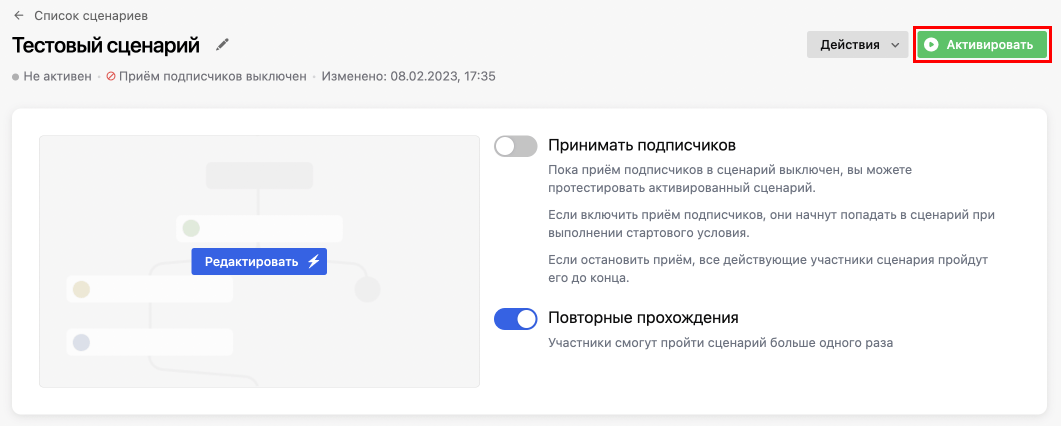 Список сценариев
Тестовый сценарий
Действия
Активировать
Не активен · Приём подписчиков выключен · Изменено: 08.02.2023, 17:35
Редактировать
Принимать подписчиков
Пока приём подписчиков в сценарий выключен, вы можете
протестировать активированный сценарий.
Если включить приём подписчиков, они начнут попадать в сценарий при
выполнении стартового условия.
Если остановить приём, все действующие участники сценария пройдут
его до конца.
Повторные прохождения
Участники смогут пройти сценарий больше одного раза